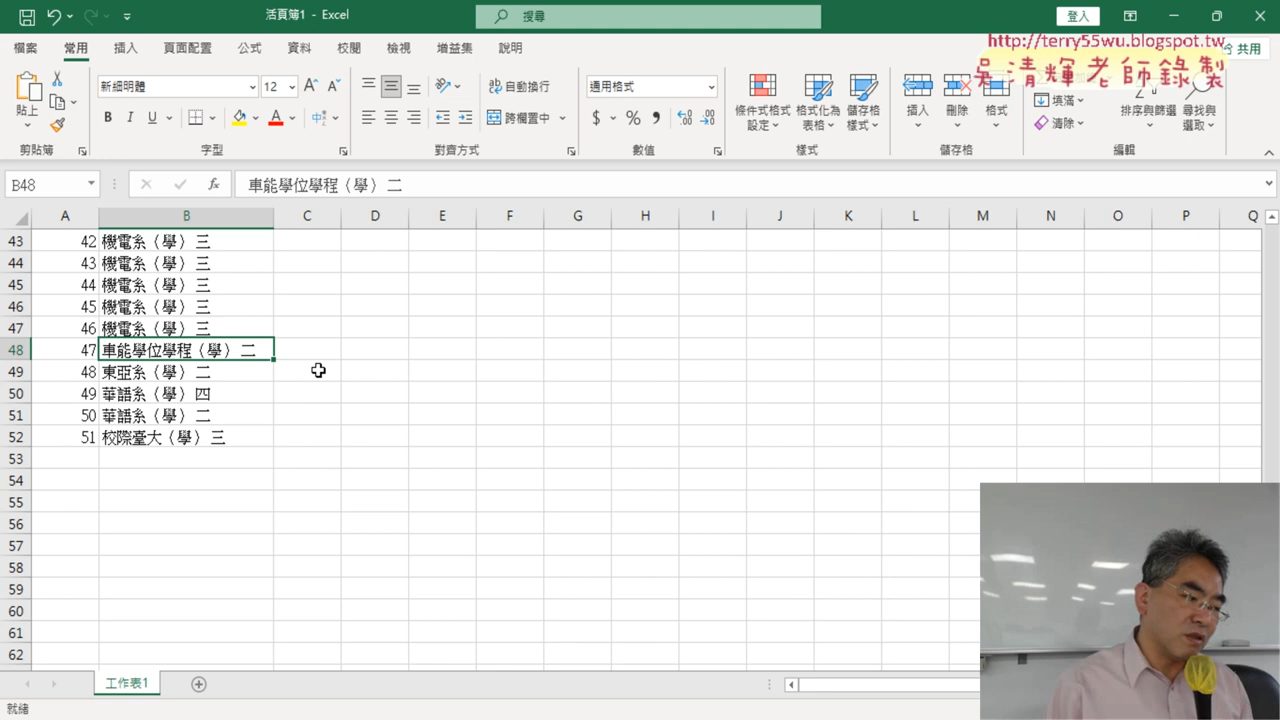 活頁簿1 - Excel
搜尋
登入
檔案 常用 插入 頁面配置 公式 資料 校閱 檢視 增益集 說明
共用
http://terry55wu.blogspot.tw
吳清輝老師錄製
貼上
新細明體 12
B I U
自動換行
跨欄置中
通用格式
$ %
條件式格式設定
格式化為表格
儲存格樣式
插入 刪除 格式
填滿
清除
排序與篩選
尋找與選取
剪貼簿 字型 對齊方式 數值 樣式 儲存格 編輯
B48 fx 車能學位學程（學）二
A B C D E F G H I J K L M N O P Q
43 42 機電系（學）三
44 43 機電系（學）三
45 44 機電系（學）三
46 45 機電系（學）三
47 46 機電系（學）三
48 47 車能學位學程（學）二
49 48 東亞系（學）二
50 49 華語系（學）四
51 50 華語系（學）二
52 51 校際臺大（學）三
53
54
55
56
57
58
59
60
61
62
工作表1
就緒